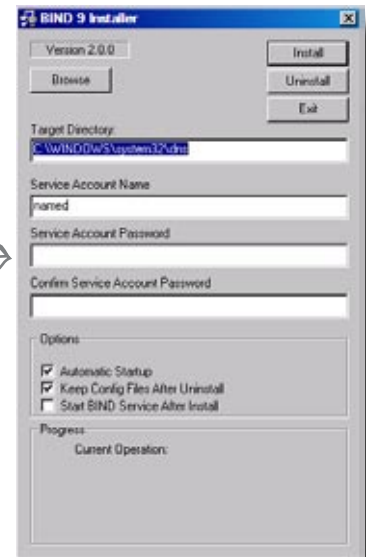 BIND 9 Installer
Version 2.0.0
Install
Browse
Uninstall
Exit
Target Directory:
C:\WINDOWS\system32\dns
Service Account Name
named
Service Account Password
Confirm Service Account Password
Options
Automatic Startup
Keep Config Files After Uninstall
Start BIND Service After Install
Progress
Current Operation: